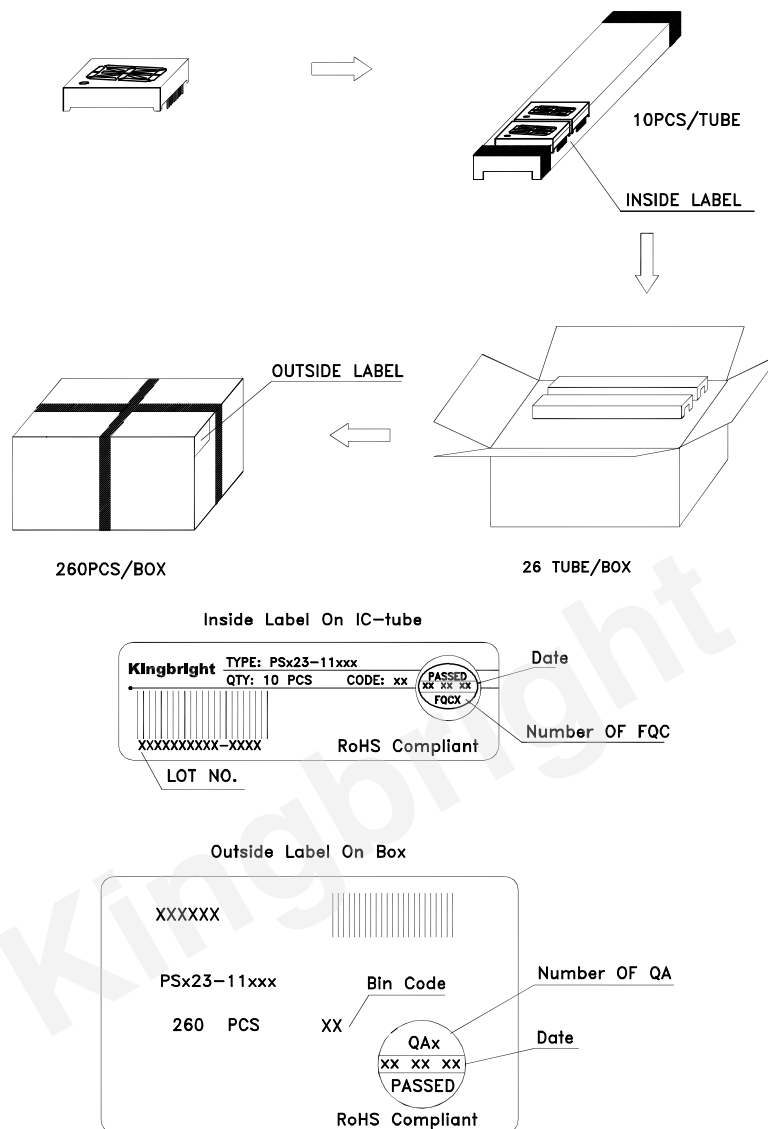 10PCS/TUBE
INSIDE LABEL
OUTSIDE LABEL
260PCS/BOX
26 TUBE/BOX
Inside Label On IC-tube
Kingbright
TYPE: PSx23-11xxx
QTY: 10 PCS CODE: xx
PASSED
xx xx xx
FQCX
Date
Number OF FQC
XXXXXXXXXX-XXXX
RoHS Compliant
LOT NO.
Outside Label On Box
XXXXXX
PSx23-11xxx
Bin Code
260 PCS
XX
Number OF QA
QAx
XX XX XX
Date
PASSED
RoHS Compliant
Kingbright